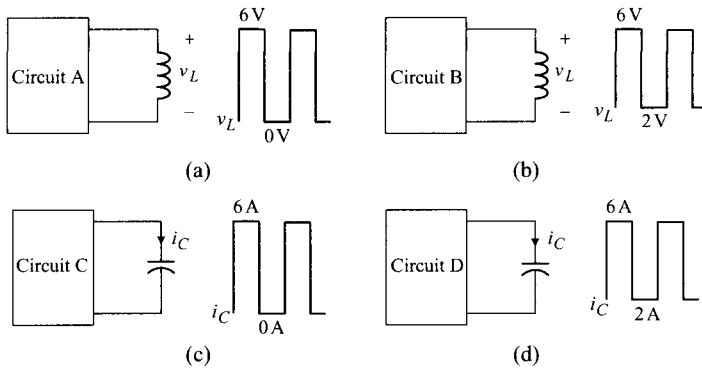 6 V
Circuit A
+
v_L
−
v_L
0 V
(a)
6 V
Circuit B
+
v_L
−
v_L
2 V
(b)
6 A
Circuit C
i_C
i_C
0 A
(c)
6 A
Circuit D
i_C
i_C
2 A
(d)